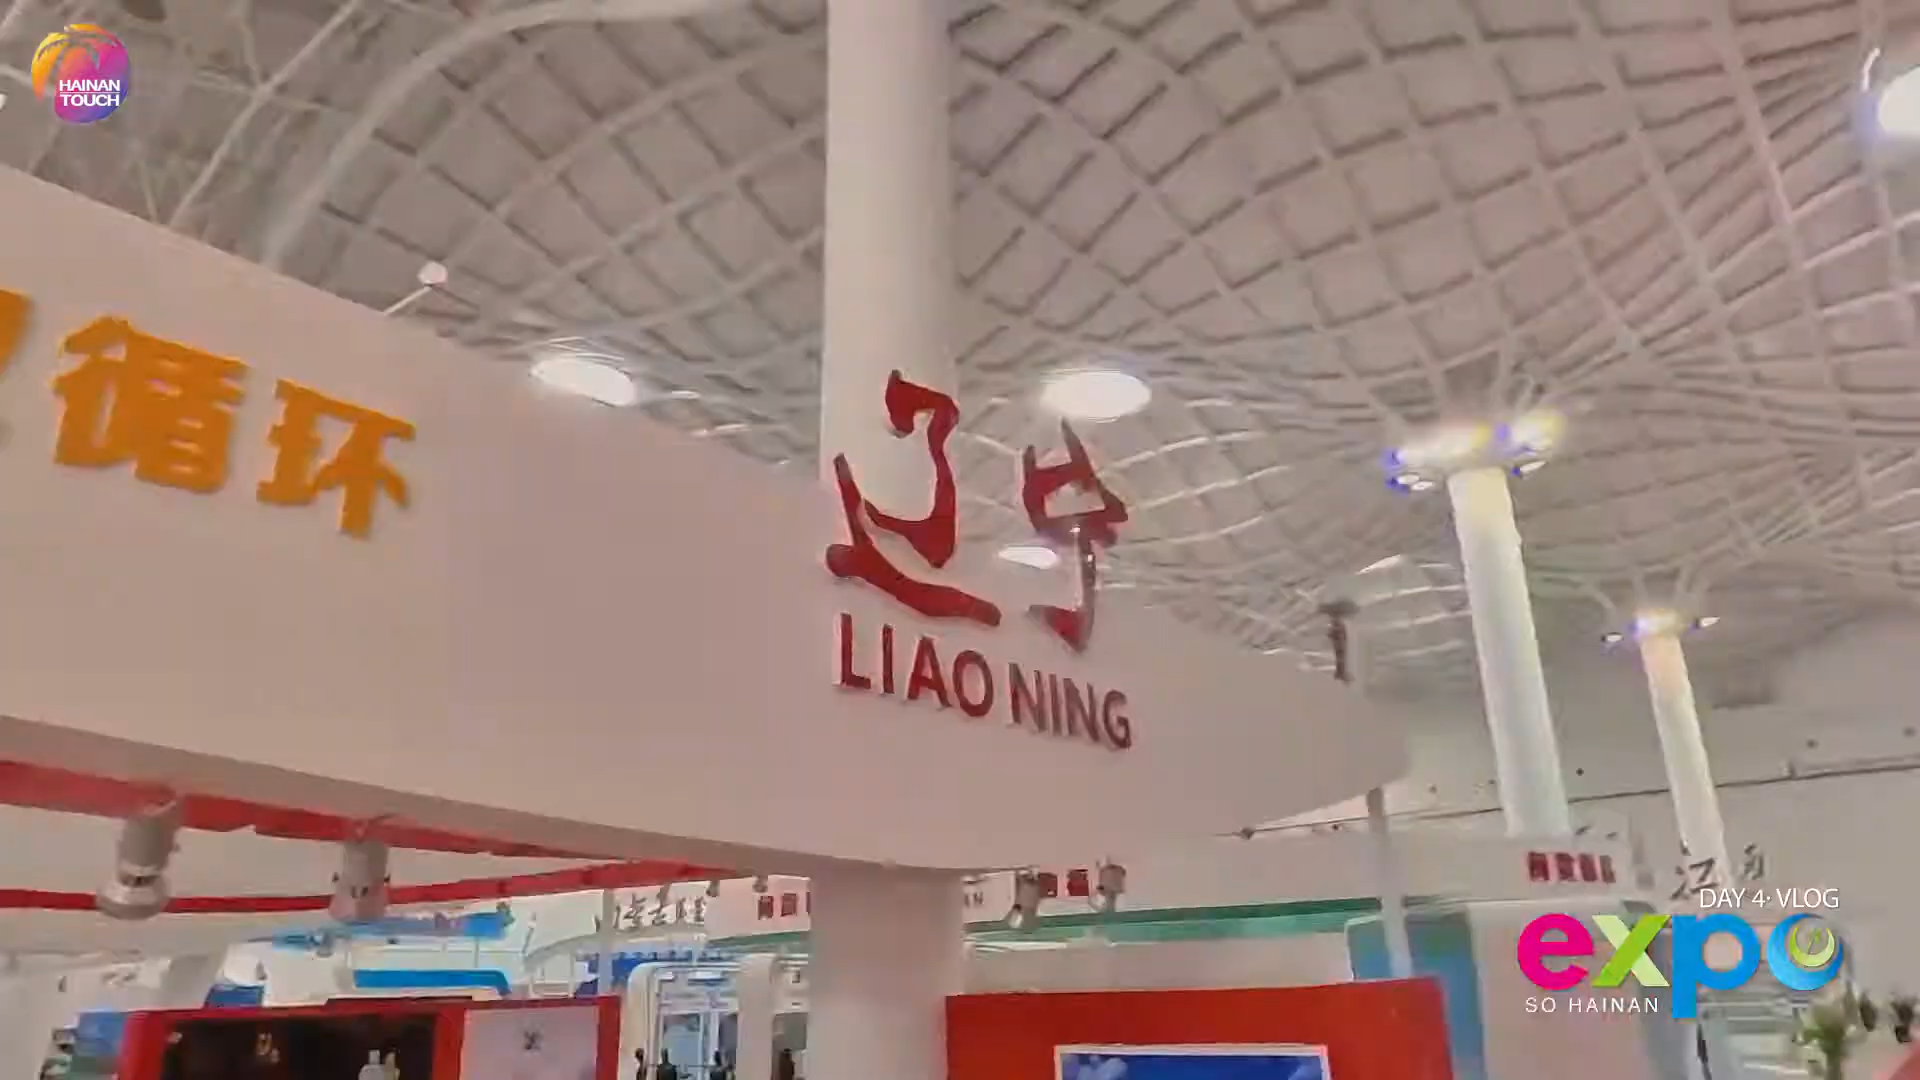 HAINAN
TOUCH
循环
辽宁
LIAO NING
DAY 4· VLOG
expo
SO HAINAN